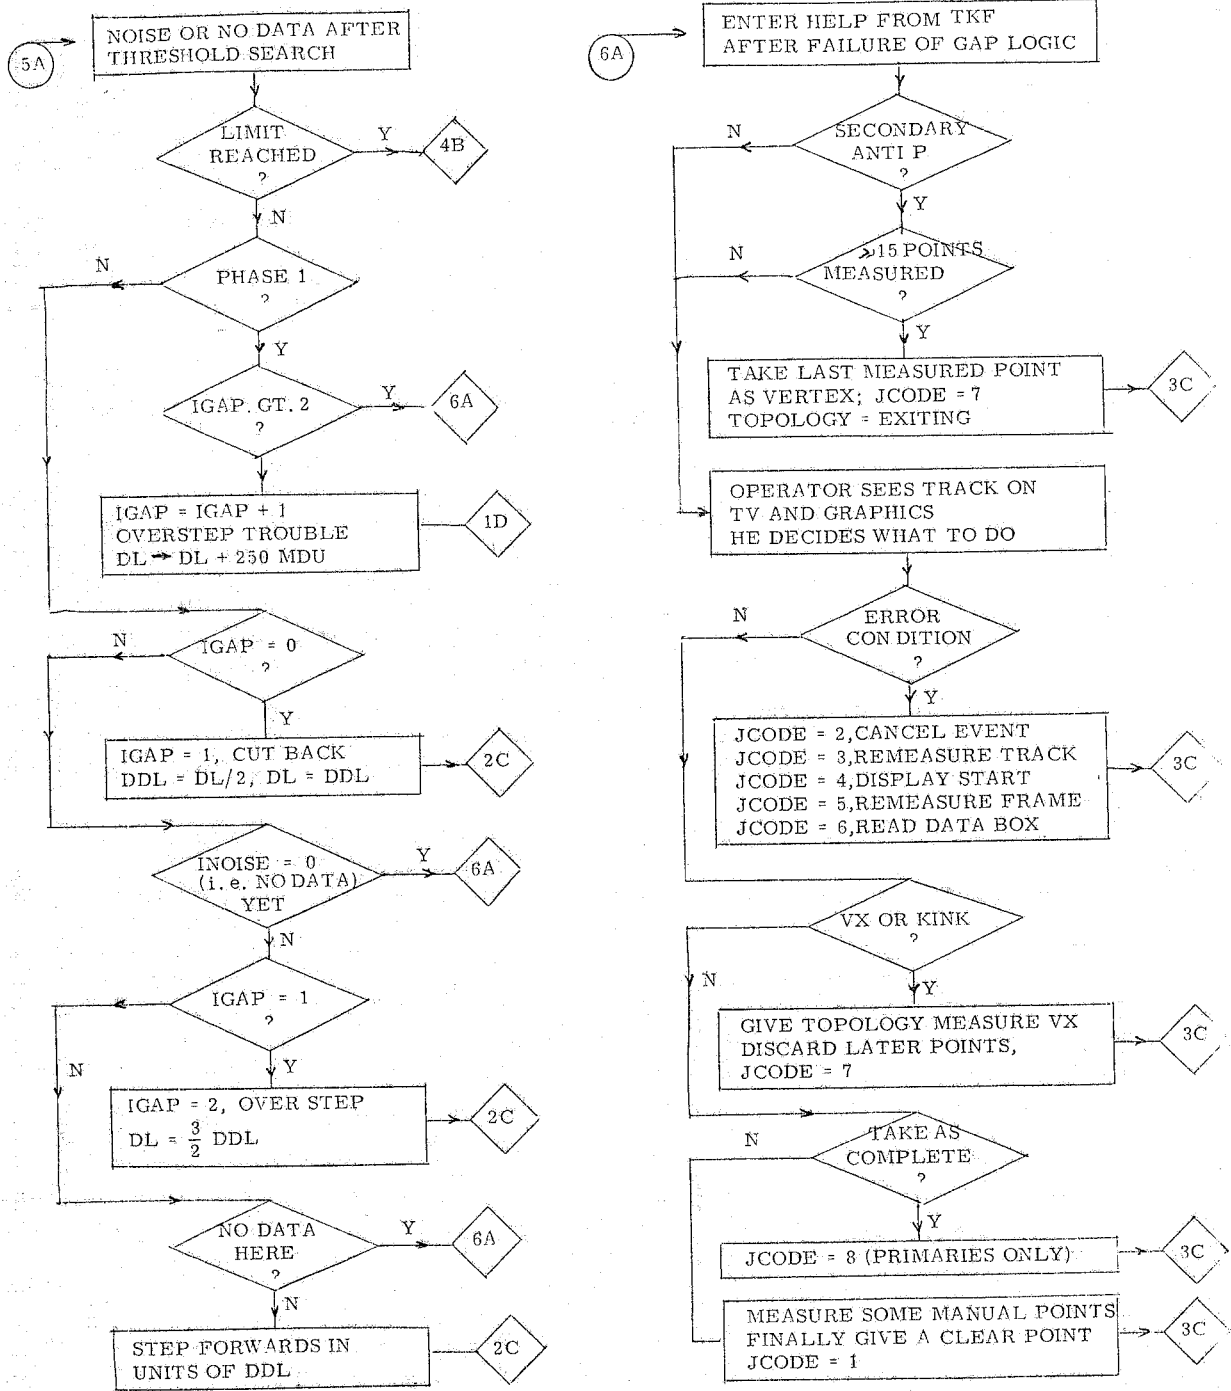 5A
NOISE OR NO DATA AFTER
THRESHOLD SEARCH
LIMIT
REACHED
?
Y
4B
N
PHASE 1
?
N
Y
IGAP. GT. 2
?
Y
6A
IGAP = IGAP + 1
OVERSTEP TROUBLE
DL → DL + 250 MDU
1D
IGAP = 0
?
N
Y
IGAP = 1, CUT BACK
DDL = DL/2, DL = DDL
2C
INOISE = 0
(i. e. NO DATA)
YET
Y
6A
N
IGAP = 1
?
N
Y
IGAP = 2, OVER STEP
DL = 3/2 DDL
2C
NO DATA
HERE
?
Y
6A
N
STEP FORWARDS IN
UNITS OF DDL
2C
6A
ENTER HELP FROM TKF
AFTER FAILURE OF GAP LOGIC
SECONDARY
ANTI P
?
N
Y
⩾15 POINTS
MEASURED
?
N
Y
TAKE LAST MEASURED POINT
AS VERTEX; JCODE = 7
TOPOLOGY = EXITING
3C
OPERATOR SEES TRACK ON
TV AND GRAPHICS
HE DECIDES WHAT TO DO
ERROR
CONDITION
?
N
Y
JCODE = 2,CANCEL EVENT
JCODE = 3,REMEASURE TRACK
JCODE = 4,DISPLAY START
JCODE = 5,REMEASURE FRAME
JCODE = 6,READ DATA BOX
3C
VX OR KINK
?
N
Y
GIVE TOPOLOGY MEASURE VX
DISCARD LATER POINTS,
JCODE = 7
3C
TAKE AS
COMPLETE
?
N
Y
JCODE = 8 (PRIMARIES ONLY)
3C
MEASURE SOME MANUAL POINTS
FINALLY GIVE A CLEAR POINT
JCODE = 1
3C